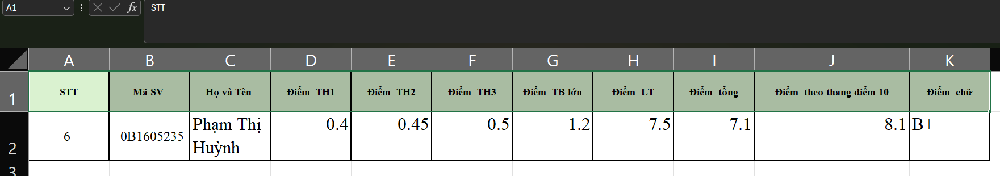 A1 fx STT
A B C D E F G H I J K
1 STT Mã SV Họ và Tên Điểm TH1 Điểm TH2 Điểm TH3 Điểm TB lớn Điểm LT Điểm tổng Điểm theo thang điểm 10 Điểm chữ
2 6 0B1605235 Phạm Thị 0.4 0.45 0.5 1.2 7.5 7.1 8.1 B+
Huỳnh
3